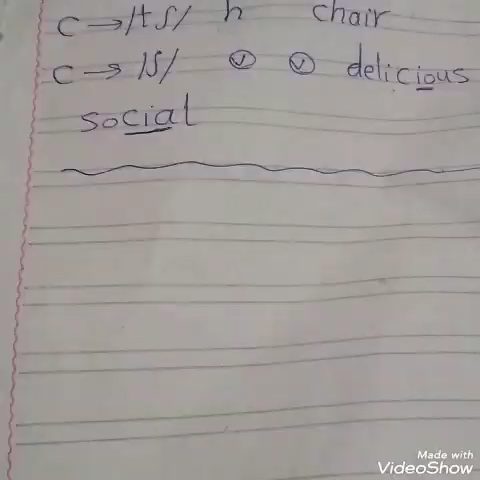 c → /tʃ/ h chair
c → /ʃ/ ⓥ ⓥ delicious
social
Made with
VideoShow